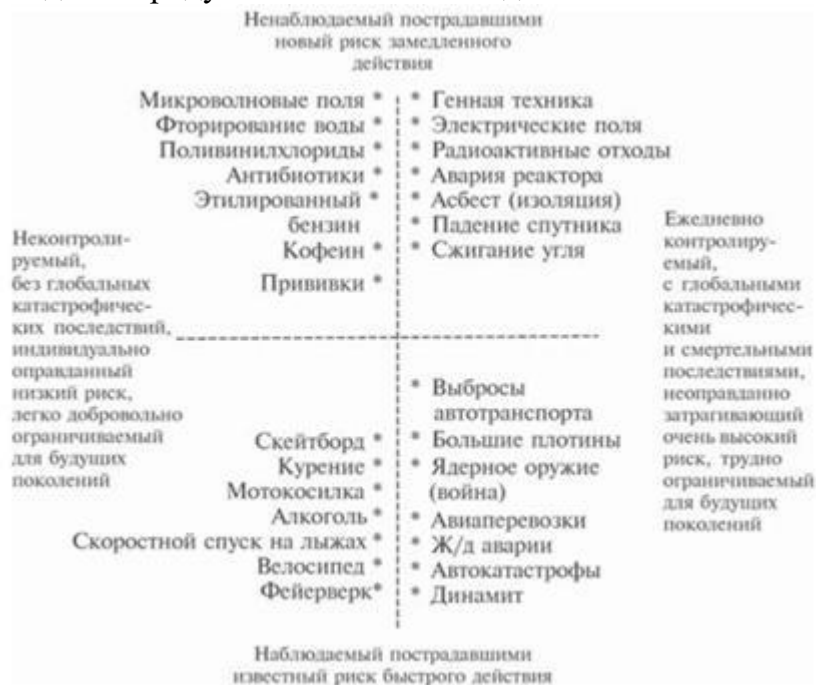 Ненаблюдаемый пострадавшими
новый риск замедленного
действия
Микроволновые поля * * Генная техника
Фторирование воды * * Электрические поля
Поливинилхлориды * * Радиоактивные отходы
Антибиотики * * Авария реактора
Этилированный * * Асбест (изоляция)
бензин * Падение спутника
Кофеин * * Сжигание угля
Прививки *
Неконтроли-
руемый,
без глобальных
катастрофичес-
ких последствий,
индивидуально
оправданный
низкий риск,
легко добровольно
ограничиваемый
для будущих
поколений
Ежедневно
контролиру-
емый,
с глобальными
катастрофичес-
кими
и смертельными
последствиями,
неоправданно
затрагивающий
очень высокий
риск, трудно
ограничиваемый
для будущих
поколений
* Выбросы
автотранспорта
Скейтборд * * Большие плотины
Курение * * Ядерное оружие
Мотокосилка * (война)
Алкоголь * * Авиаперевозки
Скоростной спуск на лыжах * * Ж/д аварии
Велосипед * * Автокатастрофы
Фейерверк* * Динамит
Наблюдаемый пострадавшими
известный риск быстрого действия